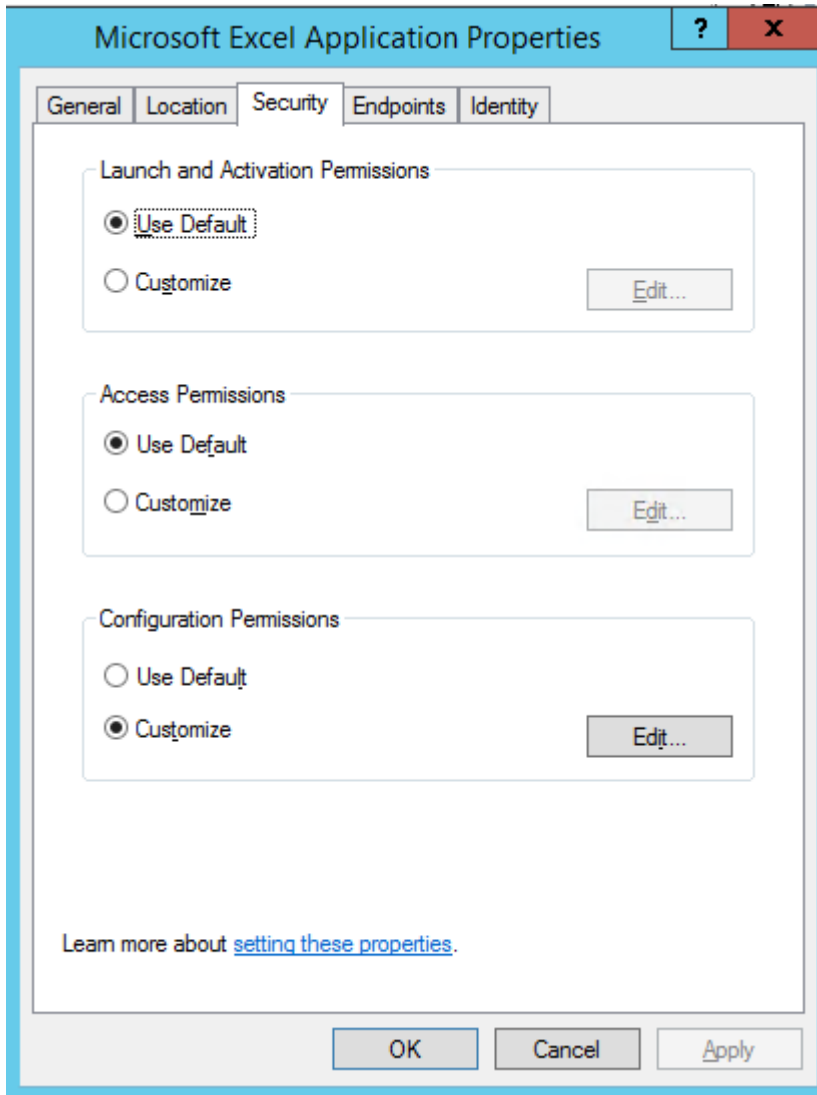 Microsoft Excel Application Properties ? x
General Location Security Endpoints Identity
Launch and Activation Permissions
Use Default
Customize Edit...
Access Permissions
Use Default
Customize Edit...
Configuration Permissions
Use Default
Customize Edit...
Learn more about setting these properties.
OK Cancel Apply